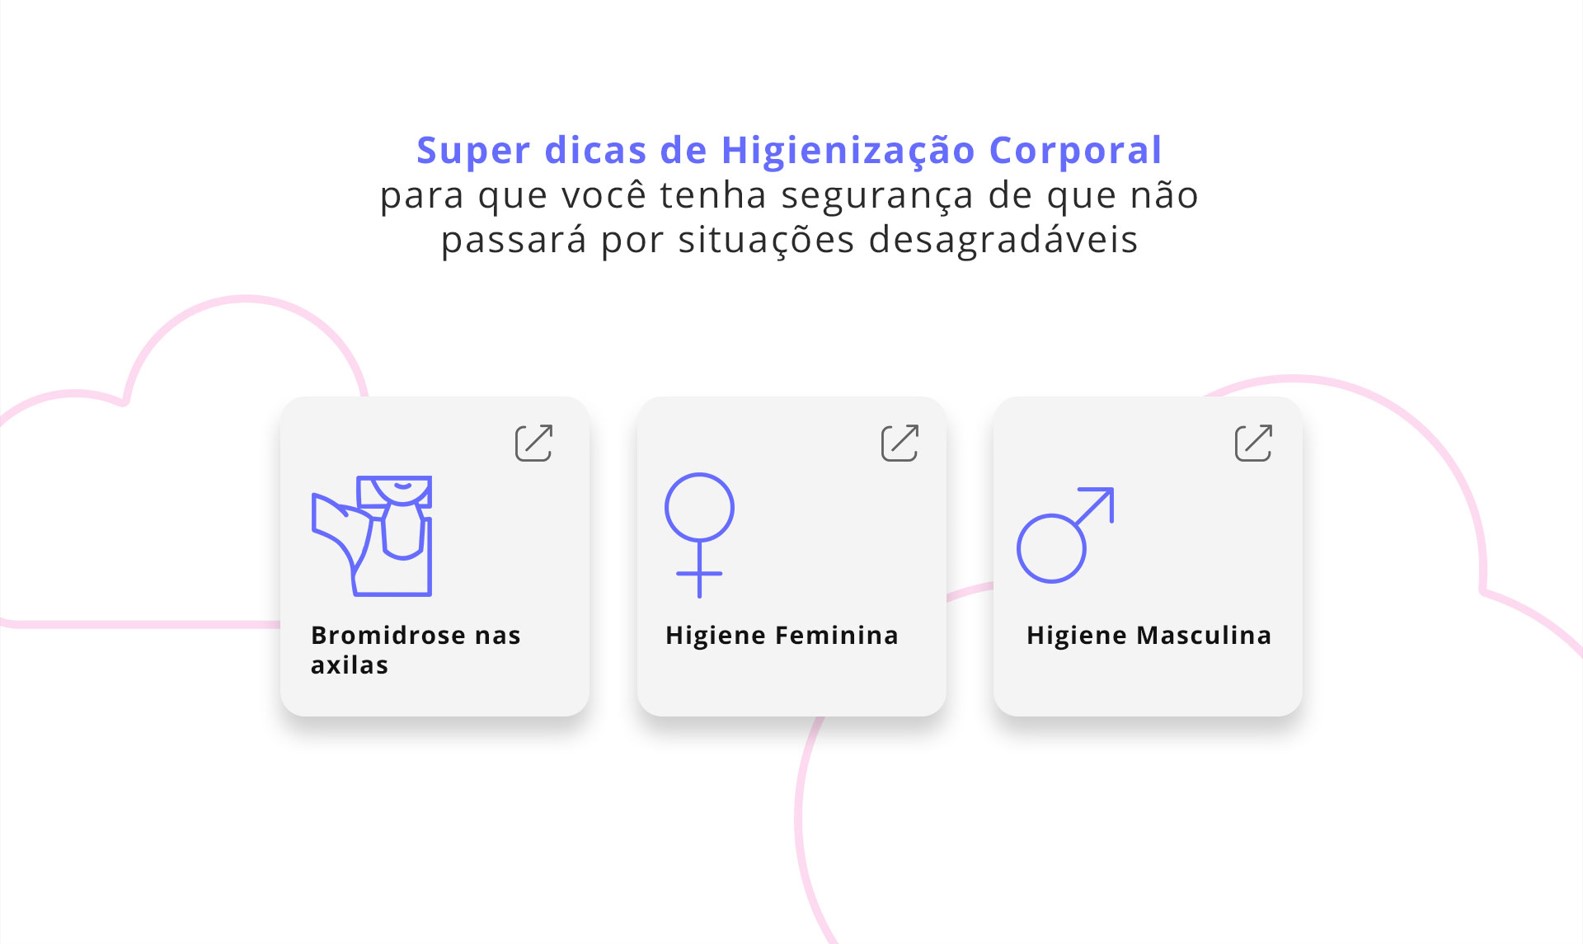 Super dicas de Higienização Corporal
para que você tenha segurança de que não
passará por situações desagradáveis
Bromidrose nas
axilas
Higiene Feminina
Higiene Masculina